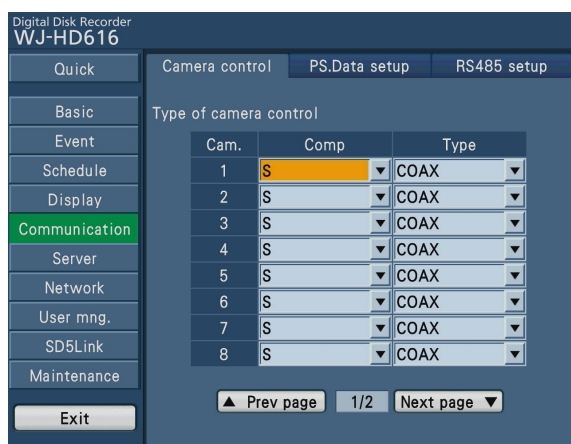 Digital Disk Recorder
WJ-HD616
Quick
Basic
Event
Schedule
Display
Communication
Server
Network
User mng.
SD5Link
Maintenance
Exit
Camera control PS.Data setup RS485 setup
Type of camera control
Cam. Comp Type
1 S ▼ COAX ▼
2 S ▼ COAX ▼
3 S ▼ COAX ▼
4 S ▼ COAX ▼
5 S ▼ COAX ▼
6 S ▼ COAX ▼
7 S ▼ COAX ▼
8 S ▼ COAX ▼
▲ Prev page 1/2 Next page ▼